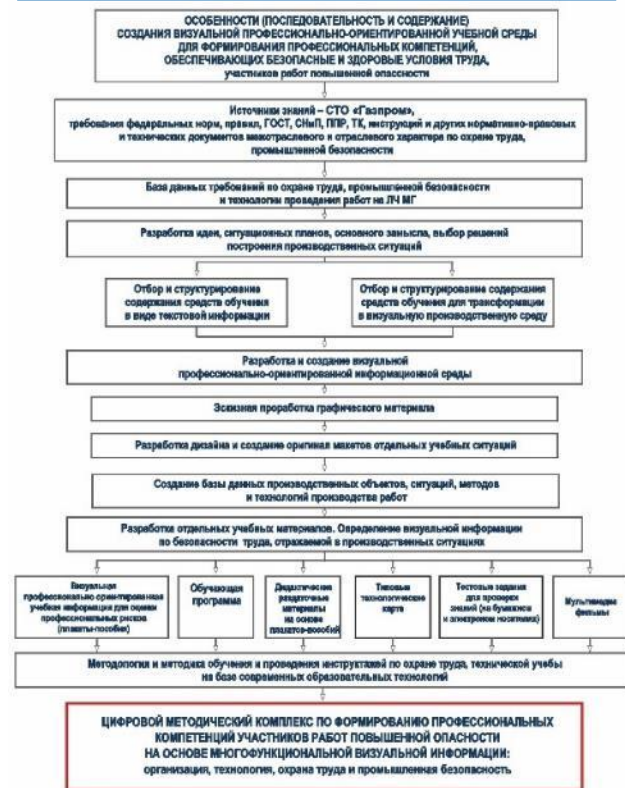 ОСОБЕННОСТИ (ПОСЛЕДОВАТЕЛЬНОСТЬ И СОДЕРЖАНИЕ)
СОЗДАНИЯ ВИЗУАЛЬНОЙ ПРОФЕССИОНАЛЬНО-ОРИЕНТИРОВАННОЙ УЧЕБНОЙ СРЕДЫ
ДЛЯ ФОРМИРОВАНИЯ ПРОФЕССИОНАЛЬНЫХ КОМПЕТЕНЦИЙ,
ОБЕСПЕЧИВАЮЩИХ БЕЗОПАСНЫЕ И ЗДОРОВЫЕ УСЛОВИЯ ТРУДА,
участников работ повышенной опасности
Источники знаний – СТО «Газпром»,
требования федеральных норм, правил, ГОСТ, СНиП, ППР, ТК, инструкций и других нормативно-правовых
и технических документов межотраслевого и отраслевого характера по охране труда,
промышленной безопасности
База данных требований по охране труда, промышленной безопасности
и технологии проведения работ на ЛЧ МГ
Разработка идеи, ситуационных планов, основного замысла, выбор решений
построения производственных ситуаций
Отбор и структурирование
содержания средств обучения
в виде текстовой информации
Отбор и структурирование содержания
средств обучения для трансформации
в визуальную производственную среду
Разработка и создание визуальной
профессионально-ориентированной информационной среды
Эскизная проработка графического материала
Разработка дизайна и создание оригинал макетов отдельных учебных ситуаций
Создание базы данных производственных объектов, ситуаций, методов
и технологий производства работ
Разработка отдельных учебных материалов. Определение визуальной информации
по безопасности труда, отражаемой в производственных ситуациях
Визуальная
профессионально ориентированная
учебная информация для оценки
профессиональных рисков
(плакаты-пособия)
Обучающая
программа
Дидактические
раздаточные
материалы
на основе
плакатов-пособий)
Типовые
технологические
карта
Тестовые задания
для проверки
знаний (на бумажном
и электронном носителях)
Мультимедиа
фильмы
Методология и методика обучения и проведения инструктажей по охране труда, технической учебы
на базе современных образовательных технологий
ЦИФРОВОЙ МЕТОДИЧЕСКИЙ КОМПЛЕКС ПО ФОРМИРОВАНИЮ ПРОФЕССИОНАЛЬНЫХ
КОМПЕТЕНЦИЙ УЧАСТНИКОВ РАБОТ ПОВЫШЕННОЙ ОПАСНОСТИ
НА ОСНОВЕ МНОГОФУНКЦИОНАЛЬНОЙ ВИЗУАЛЬНОЙ ИНФОРМАЦИИ:
организация, технология, охрана труда и промышленная безопасность